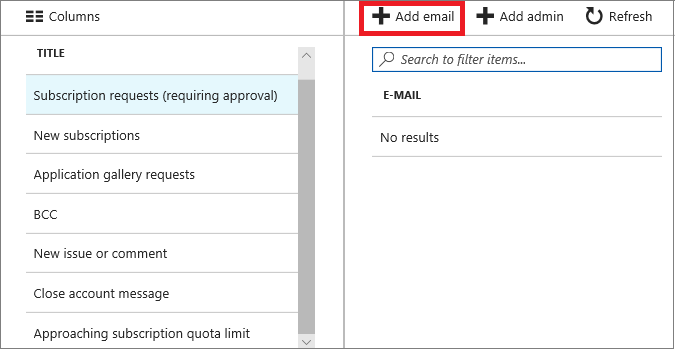 Columns
TITLE
Subscription requests (requiring approval)
New subscriptions
Application gallery requests
BCC
New issue or comment
Close account message
Approaching subscription quota limit
Add email Add admin Refresh
Search to filter items...
E-MAIL
No results